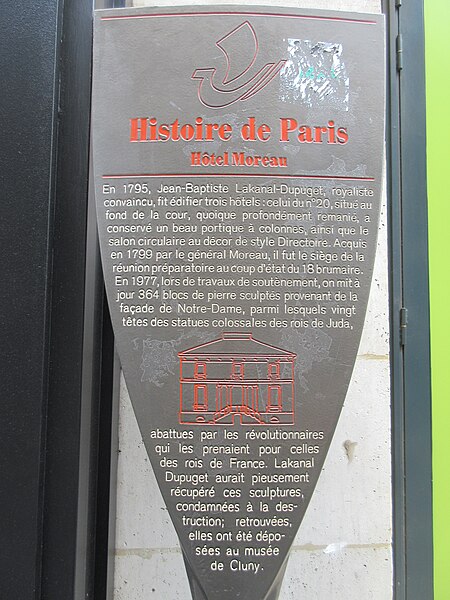 Histoire de Paris
Hôtel Moreau
En 1795, Jean-Baptiste Lakanal-Dupuget, royaliste
convaincu, fit édifier trois hôtels : celui du n° 20, situé au
fond de la cour, quoique profondément remanié, a
conservé un beau portique à colonnes, ainsi que le
salon circulaire au décor de style Directoire. Acquis
en 1799 par le général Moreau, il fut le siège de la
réunion préparatoire au coup d'état du 18 brumaire.
En 1977, lors de travaux de soutènement, on mit à
jour 364 blocs de pierre sculptés provenant de la
façade de Notre-Dame, parmi lesquels vingt
têtes des statues colossales des rois de Juda,
abattues par les révolutionnaires
qui les prenaient pour celles
des rois de France. Lakanal
Dupuget aurait pieusement
récupéré ces sculptures,
condamnées à la des-
truction; retrouvées,
elles ont été dépo-
sées au musée
de Cluny.